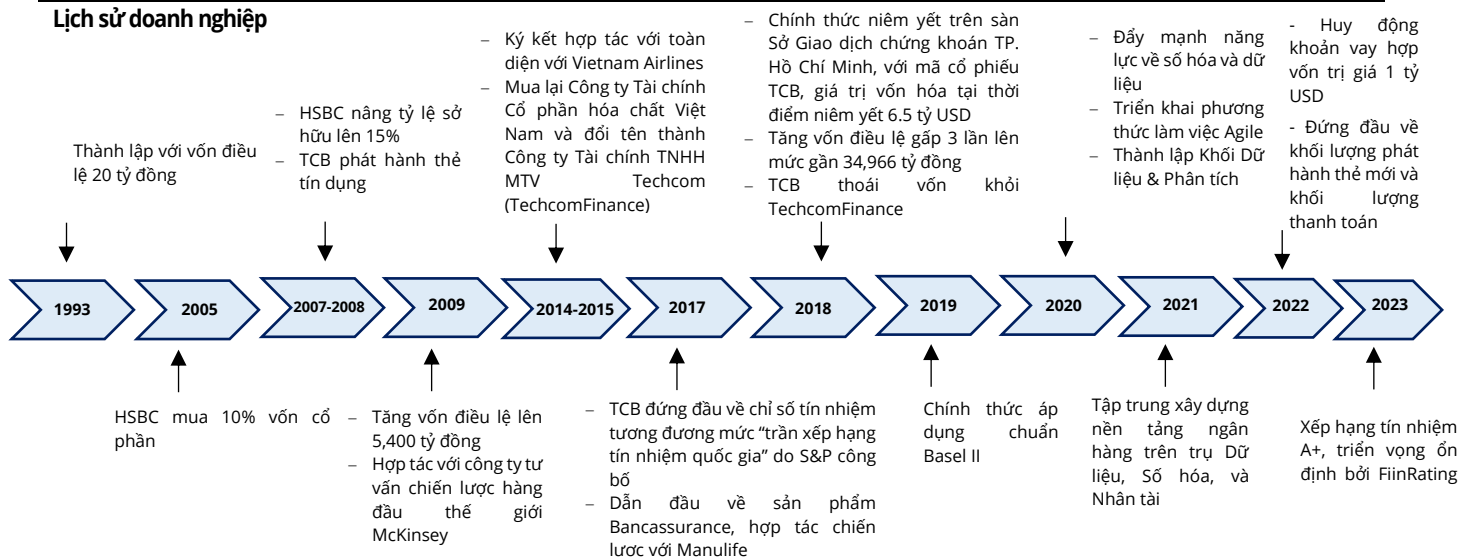 Lịch sử doanh nghiệp
Thành lập với vốn điều
lệ 20 tỷ đồng
– HSBC nâng tỷ lệ sở
hữu lên 15%
– TCB phát hành thẻ
tín dụng
– Ký kết hợp tác với toàn
diện với Vietnam Airlines
– Mua lại Công ty Tài chính
Cổ phần hóa chất Việt
Nam và đổi tên thành
Công ty Tài chính TNHH
MTV Techcom
(TechcomFinance)
– Chính thức niêm yết trên sàn
Sở Giao dịch chứng khoán TP.
Hồ Chí Minh, với mã cổ phiếu
TCB, giá trị vốn hóa tại thời
điểm niêm yết 6.5 tỷ USD
– Tăng vốn điều lệ gấp 3 lần lên
mức gần 34,966 tỷ đồng
– TCB thoái vốn khỏi
TechcomFinance
– Đẩy mạnh năng
lực về số hóa và dữ
liệu
– Triển khai phương
thức làm việc Agile
– Thành lập Khối Dữ
liệu & Phân tích
- Huy động
khoản vay hợp
vốn trị giá 1 tỷ
USD
- Đứng đầu về
khối lượng phát
hành thẻ mới và
khối lượng
thanh toán
1993
2005
2007-2008
2009
2014-2015
2017
2018
2019
2020
2021
2022
2023
HSBC mua 10% vốn cổ
phần
– Tăng vốn điều lệ lên
5,400 tỷ đồng
– Hợp tác với công ty tư
vấn chiến lược hàng
đầu thế giới
McKinsey
– TCB đứng đầu về chỉ số tín nhiệm
tương đương mức “trần xếp hạng
tín nhiệm quốc gia” do S&P công
bố
– Dẫn đầu về sản phẩm
Bancassurance, hợp tác chiến
lược với Manulife
Chính thức áp
dụng chuẩn
Basel II
Tập trung xây dựng
nền tảng ngân
hàng trên trụ Dữ
liệu, Số hóa, và
Nhân tài
Xếp hạng tín nhiệm
A+, triển vọng ổn
định bởi FiinRating